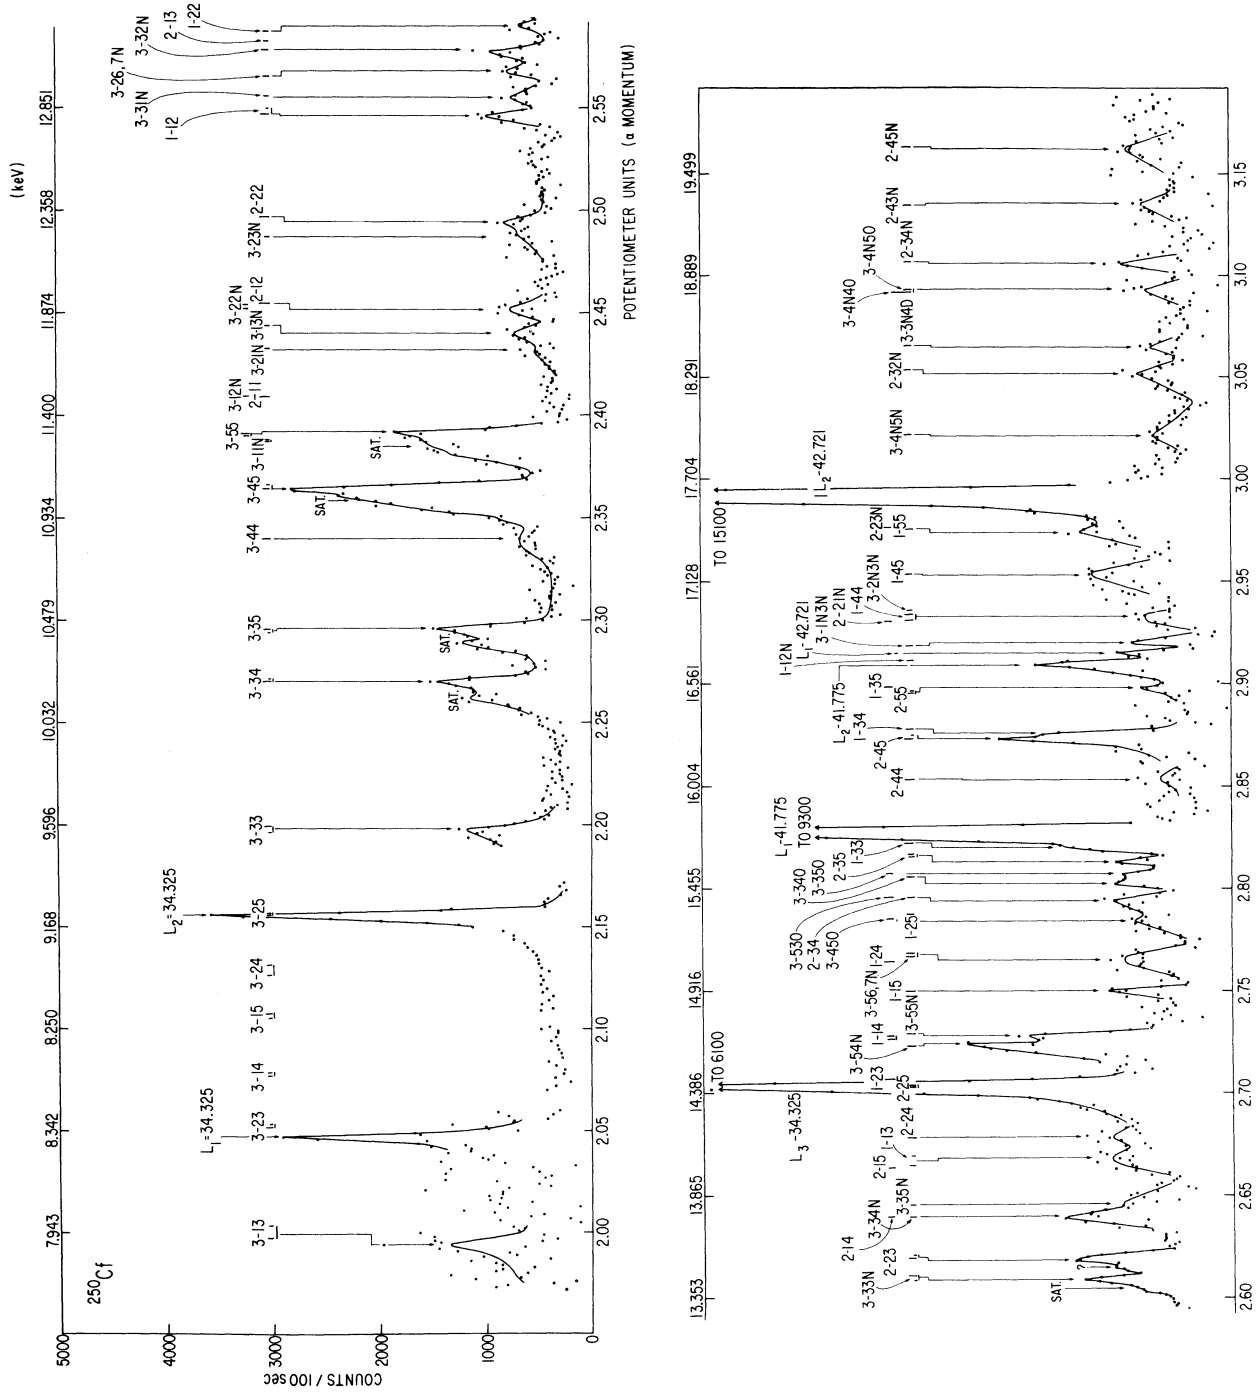 250Cf
(keV)
7.943 8.342 8.250 9.168 9.596 10.032 10.479 10.934 11.400 11.874 12.358 12.851
5000
4000
3000
2000
1000
0
COUNTS / 100 sec
3-13
L1=34.325
3-23
3-14
3-15
3-24
L2=34.325
3-25
3-33
3-34
SAT.
3-35
SAT.
3-44
3-45
SAT.
3-55
3-11N
SAT.
3-12N
2-11
3-21N
3-13N
3-22N
2-12
3-23N
2-22
1-12
3-31N
3-26,7N
3-32N
2-13
1-22
2.00 2.05 2.10 2.15 2.20 2.25 2.30 2.35 2.40 2.45 2.50 2.55
POTENTIOMETER UNITS (α MOMENTUM)
13.353 13.865 14.386 14.916 15.455 16.004 16.561 17.128 17.704 18.291 18.889 19.499
SAT.
3-33N
?
2-23
2-14
3-34N
3-35N
2-15
1-13
2-24
L3-34.325
TO 6100
2-25
1-23
3-54N
1-14
3-55N
1-15
3-56,7N
1-24
1-25
3-450
2-34
3-530
3-340
3-350
2-35
1-33
L1-41.775
TO 9300
2-44
2-45
1-34
L2-41.775
2-55
1-35
1-12N
L1-42.721
3-1N3N
2-21N
1-44
3-2N3N
1-45
1-55
2-23N
TO 15100
L2-42.721
3-4N5N
2-32N
3-3N4D
3-4N40
3-4N50
2-34N
2-43N
2-45N
2.60 2.65 2.70 2.75 2.80 2.85 2.90 2.95 3.00 3.05 3.10 3.15